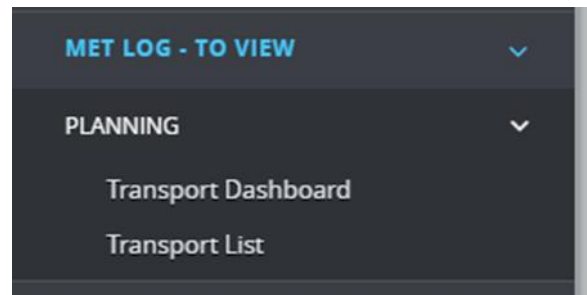 MET LOG - TO VIEW
PLANNING
Transport Dashboard
Transport List